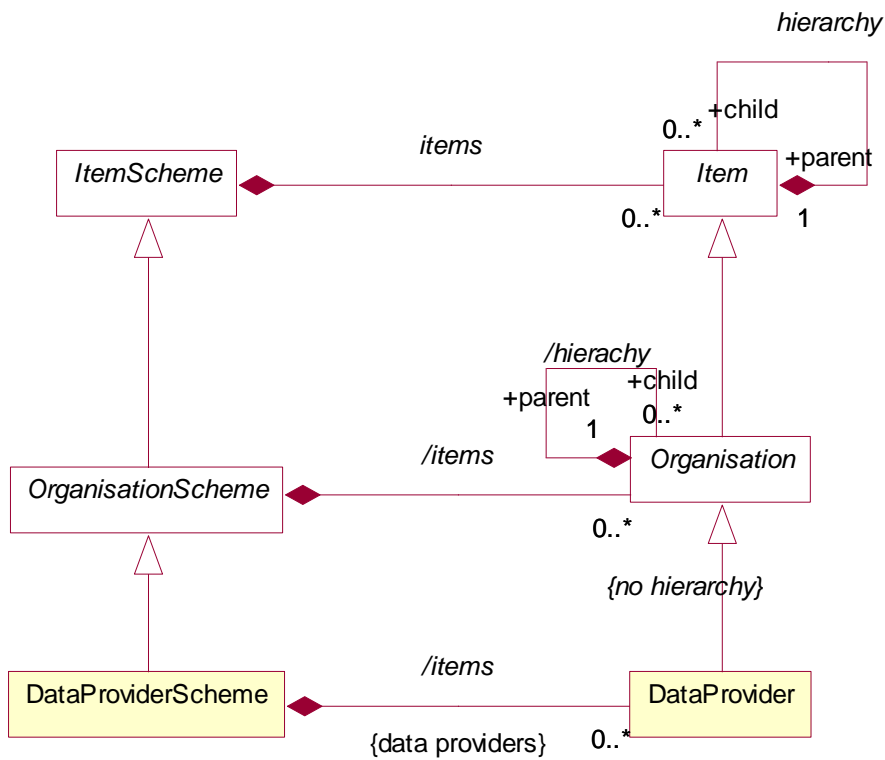 hierarchy
+child
0..*
items
ItemScheme
Item
+parent
0..*
1
/hierachy
+child
+parent
0..*
1
/items
Organisation
OrganisationScheme
0..*
{no hierarchy}
/items
DataProviderScheme
DataProvider
{data providers}
0..*